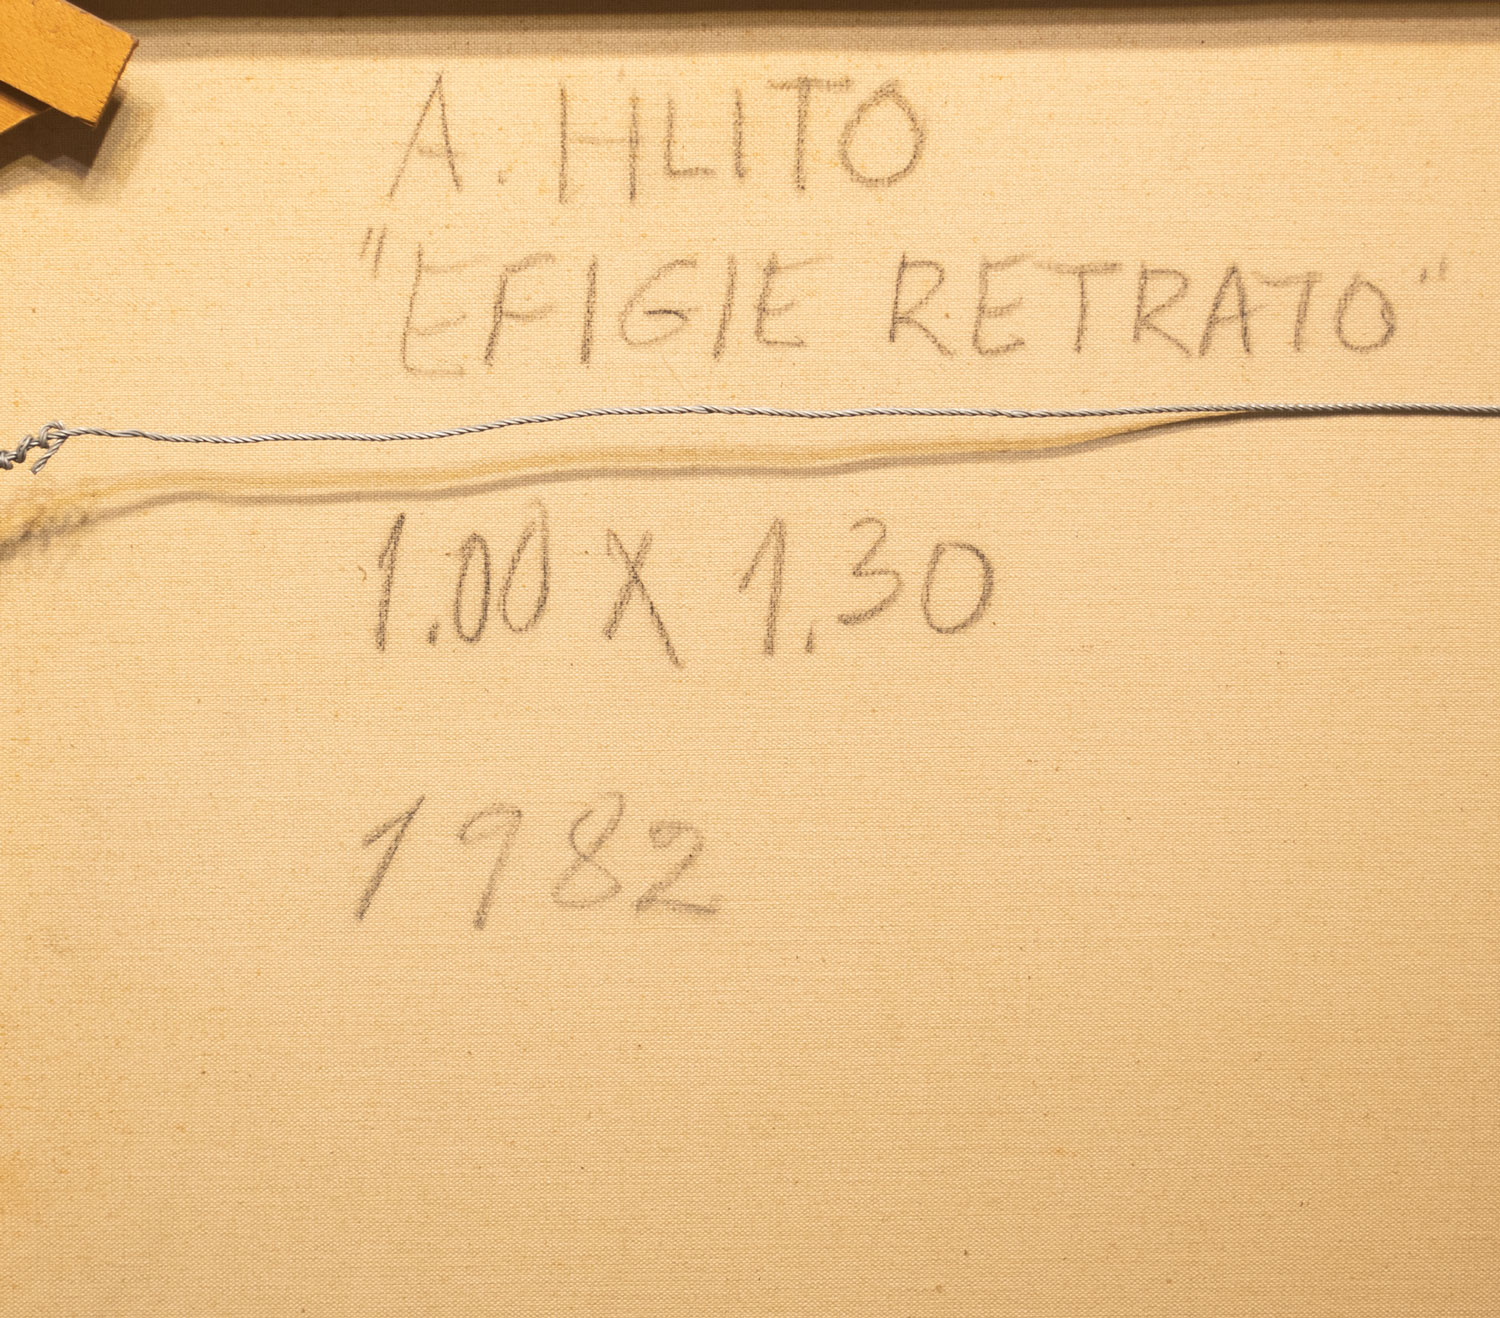 A. HLITO
"EFIGIE RETRATO"
1.00 X 1.30
1982